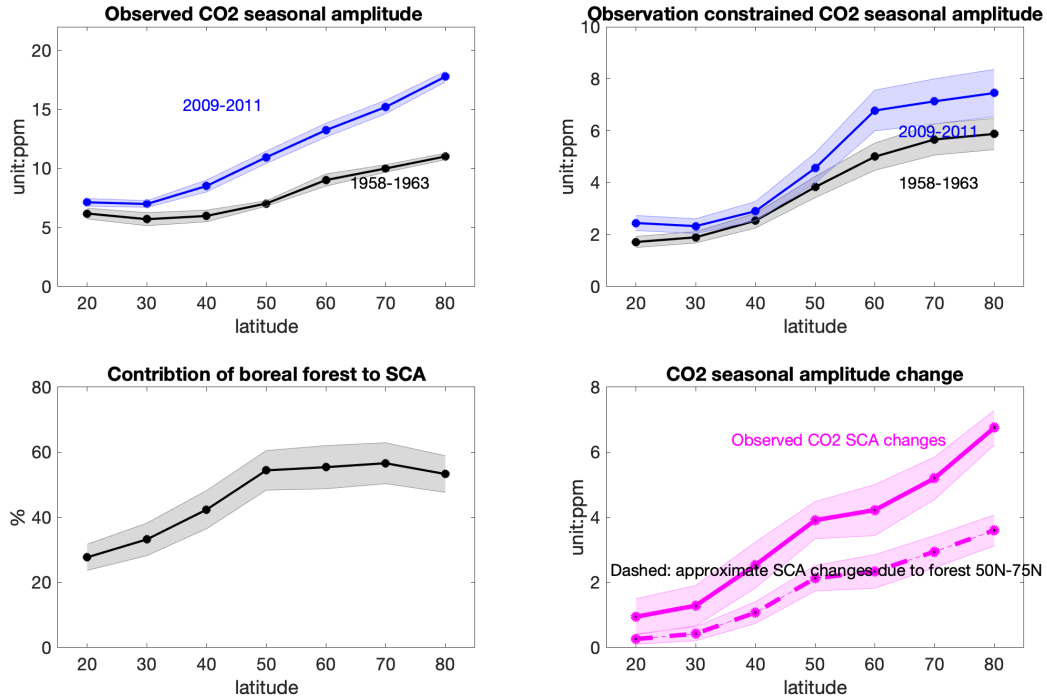 Observed CO2 seasonal amplitude
20
15
10
5
0
unit:ppm
2009-2011
1958-1963
20 30 40 50 60 70 80
latitude
Observation constrained CO2 seasonal amplitude
10
8
6
4
2
0
unit:ppm
2009-2011
1958-1963
20 30 40 50 60 70 80
latitude
Contribtion of boreal forest to SCA
80
60
40
20
0
%
20 30 40 50 60 70 80
latitude
CO2 seasonal amplitude change
8
6
4
2
0
unit:ppm
Observed CO2 SCA changes
Dashed: approximate SCA changes due to forest 50N-75N
20 30 40 50 60 70 80
latitude